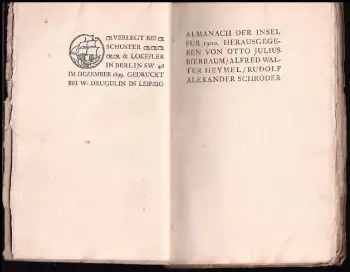 VERLEGT BEI
SCHUSTER
& LOEFFLER
IN BERLIN SW 46
IM DEZEMBER 1899. GEDRUCKT
BEI W. DRUGULIN IN LEIPZIG
ALMANACH DER INSEL
FÜR 1900. HERAUSGEGE-
BEN VON OTTO JULIUS
BIERBAUM/ALFRED WAL-
TER HEYMEL/RUDOLF
ALEXANDER SCHRÖDER